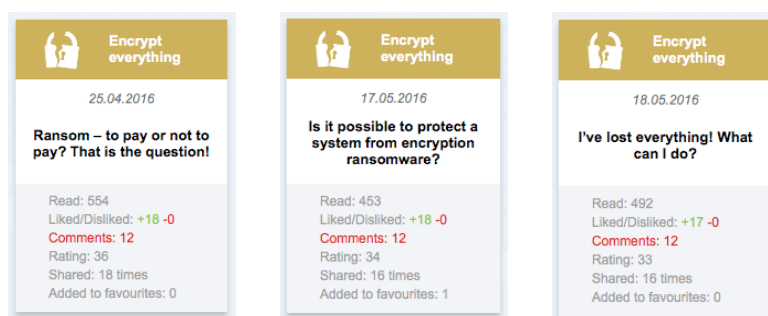 Encrypt
everything
25.04.2016
Ransom – to pay or not to
pay? That is the question!
Read: 554
Liked/Disliked: +18 -0
Comments: 12
Rating: 36
Shared: 18 times
Added to favourites: 0
Encrypt
everything
17.05.2016
Is it possible to protect a
system from encryption
ransomware?
Read: 453
Liked/Disliked: +18 -0
Comments: 12
Rating: 34
Shared: 16 times
Added to favourites: 1
Encrypt
everything
18.05.2016
I've lost everything! What
can I do?
Read: 492
Liked/Disliked: +17 -0
Comments: 12
Rating: 33
Shared: 16 times
Added to favourites: 0